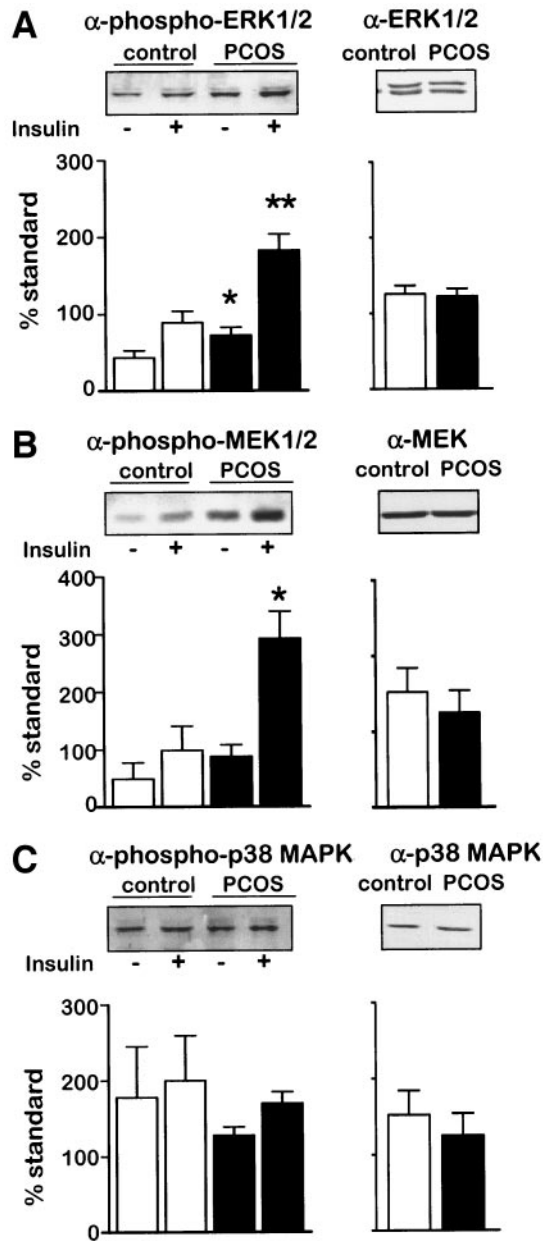 A α-phospho-ERK1/2 α-ERK1/2
control PCOS control PCOS
Insulin - + - +
300
200
100
0
% standard
* **
B α-phospho-MEK1/2 α-MEK
control PCOS control PCOS
Insulin - + - +
400
300
200
100
0
% standard
*
C α-phospho-p38 MAPK α-p38 MAPK
control PCOS control PCOS
Insulin - + - +
300
200
100
0
% standard